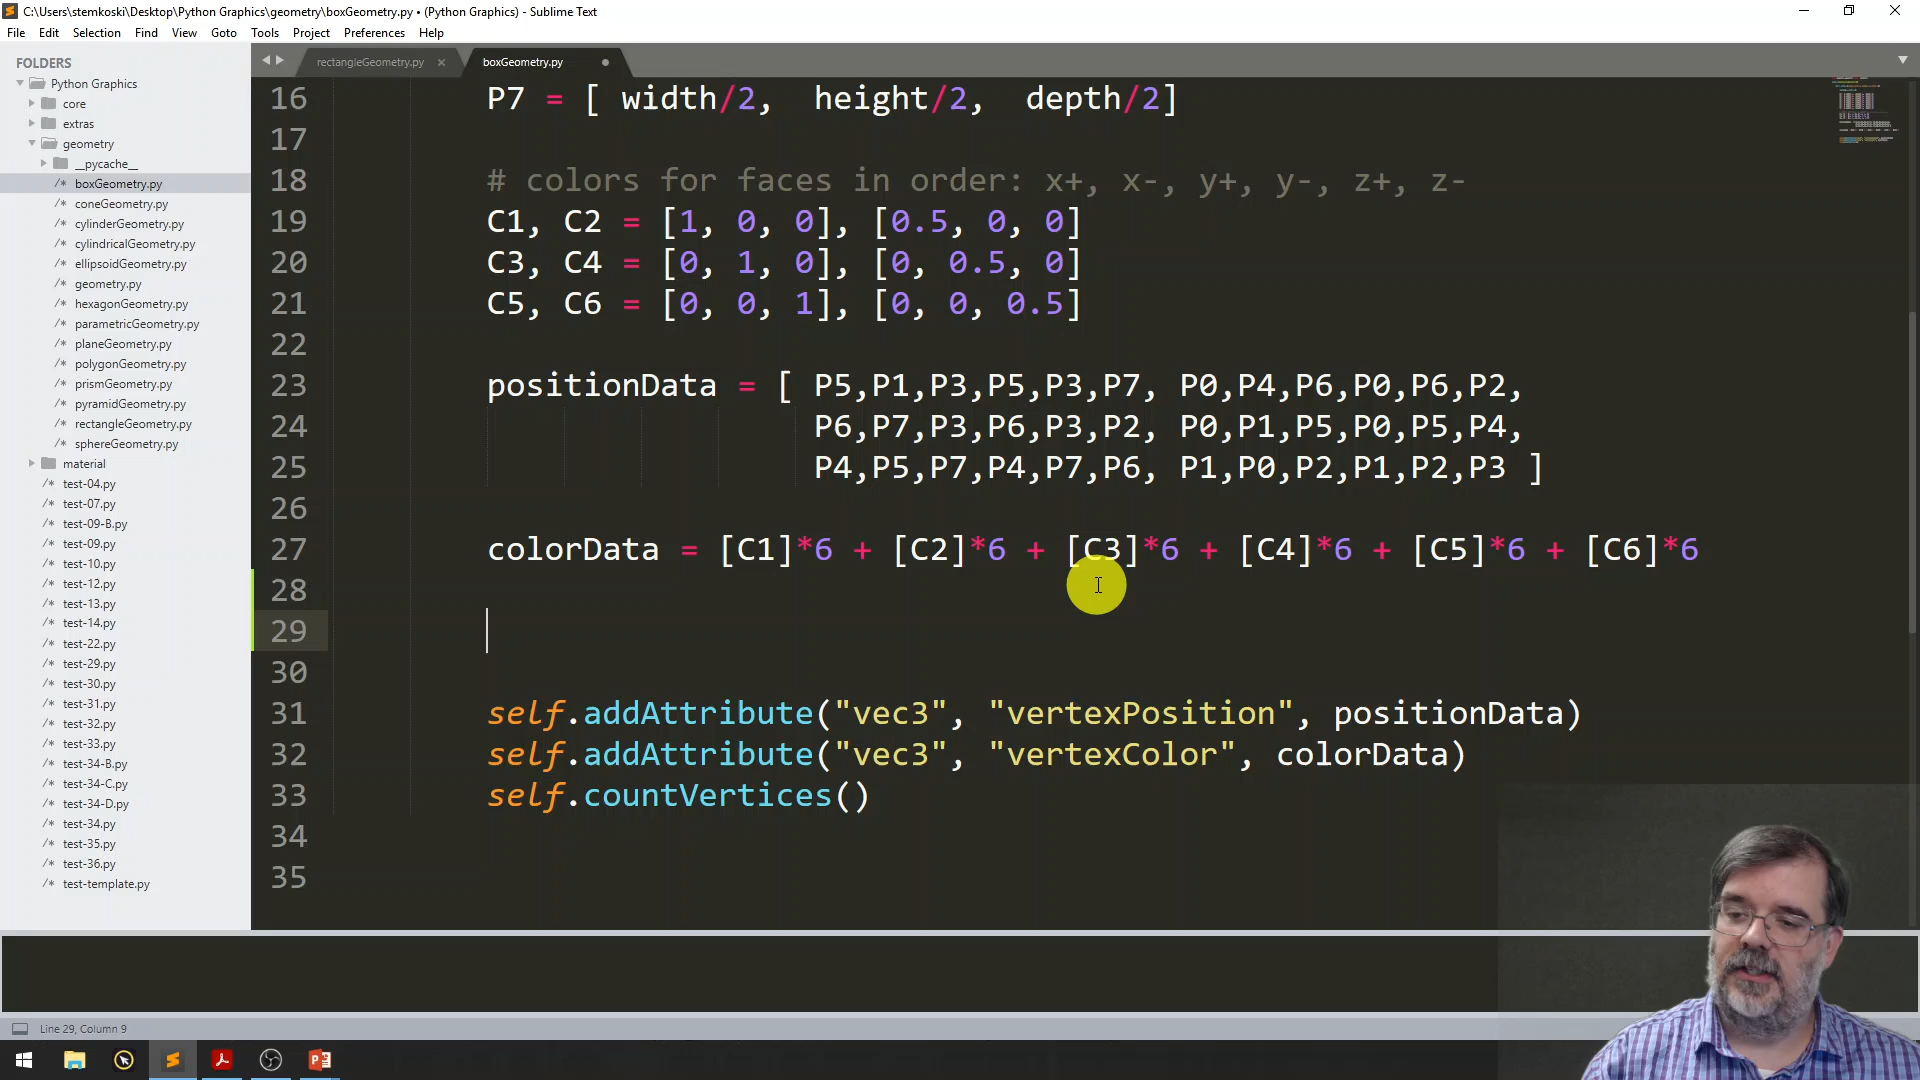 C:\Users\stemkoski\Desktop\Python Graphics\geometry\boxGeometry.py • (Python Graphics) - Sublime Text
File Edit Selection Find View Goto Tools Project Preferences Help
FOLDERS
Python Graphics
core
extras
geometry
__pycache__
/* boxGeometry.py
/* coneGeometry.py
/* cylinderGeometry.py
/* cylindricalGeometry.py
/* ellipsoidGeometry.py
/* geometry.py
/* hexagonGeometry.py
/* parametricGeometry.py
/* planeGeometry.py
/* polygonGeometry.py
/* prismGeometry.py
/* pyramidGeometry.py
/* rectangleGeometry.py
/* sphereGeometry.py
material
/* test-04.py
/* test-07.py
/* test-09-B.py
/* test-09.py
/* test-10.py
/* test-12.py
/* test-13.py
/* test-14.py
/* test-22.py
/* test-29.py
/* test-30.py
/* test-31.py
/* test-32.py
/* test-33.py
/* test-34-B.py
/* test-34-C.py
/* test-34-D.py
/* test-34.py
/* test-35.py
/* test-36.py
/* test-template.py
rectangleGeometry.py × boxGeometry.py •
16 P7 = [ width/2, height/2, depth/2]
17
18 # colors for faces in order: x+, x-, y+, y-, z+, z-
19 C1, C2 = [1, 0, 0], [0.5, 0, 0]
20 C3, C4 = [0, 1, 0], [0, 0.5, 0]
21 C5, C6 = [0, 0, 1], [0, 0, 0.5]
22
23 positionData = [ P5,P1,P3,P5,P3,P7, P0,P4,P6,P0,P6,P2,
24 P6,P7,P3,P6,P3,P2, P0,P1,P5,P0,P5,P4,
25 P4,P5,P7,P4,P7,P6, P1,P0,P2,P1,P2,P3 ]
26
27 colorData = [C1]*6 + [C2]*6 + [C3]*6 + [C4]*6 + [C5]*6 + [C6]*6
28
29
30
31 self.addAttribute("vec3", "vertexPosition", positionData)
32 self.addAttribute("vec3", "vertexColor", colorData)
33 self.countVertices()
34
35
Line 29, Column 9